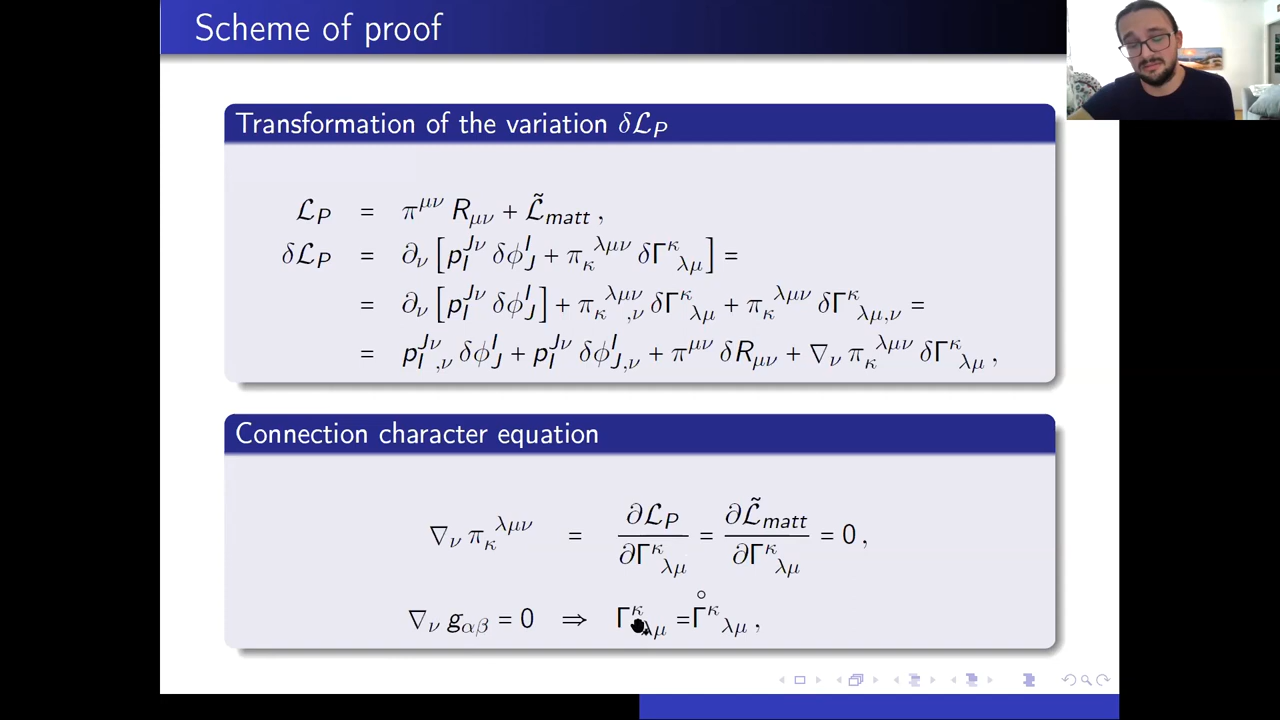 Scheme of proof
Transformation of the variation δℒ_P
ℒ_P = π^{μν} R_{μν} + ℒ̃_{matt} ,
δℒ_P = ∂_ν [ p_I^{Jν} δϕ^I_J + π_κ^{λμν} δΓ^κ_{λμ} ] =
= ∂_ν [ p_I^{Jν} δϕ^I_J ] + π_κ^{λμν}_{,ν} δΓ^κ_{λμ} + π_κ^{λμν} δΓ^κ_{λμ,ν} =
= p_I^{Jν}_{,ν} δϕ^I_J + p_I^{Jν} δϕ^I_{J,ν} + π^{μν} δR_{μν} + ∇_ν π_κ^{λμν} δΓ^κ_{λμ} ,
Connection character equation
∇_ν π_κ^{λμν} = ∂ℒ_P / ∂Γ^κ_{λμ} = ∂ℒ̃_{matt} / ∂Γ^κ_{λμ} = 0 ,
∇_ν g_{αβ} = 0 ⇒ Γ^κ_{λμ} = Γ̊^κ_{λμ} ,